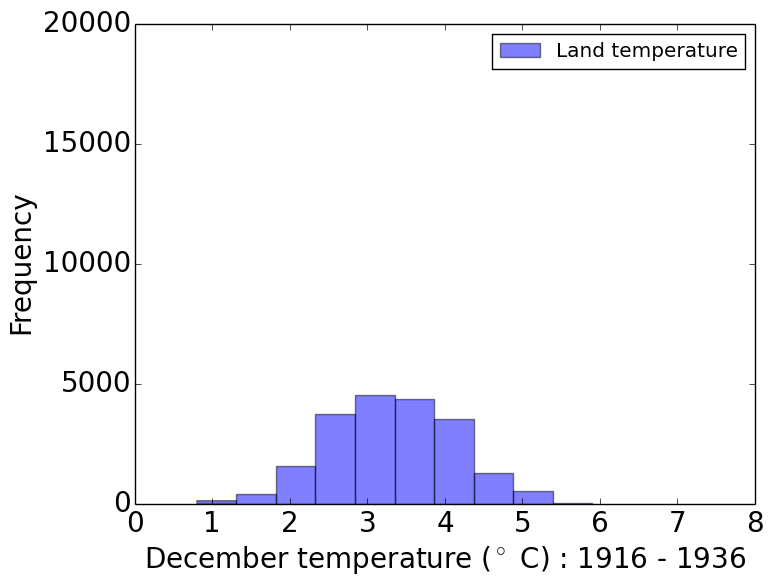 20000
Land temperature
15000
Frequency
10000
5000
0
0 1 2 3 4 5 6 7 8
December temperature (° C) : 1916 - 1936